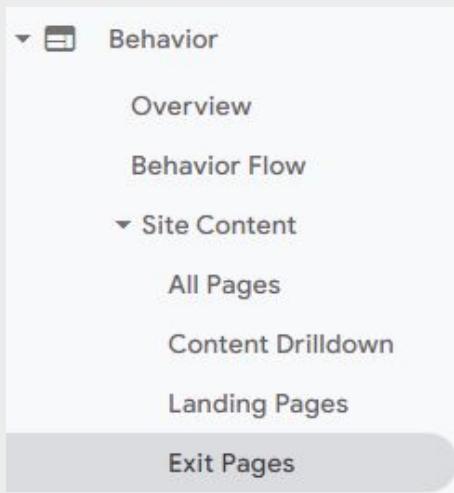 Behavior
Overview
Behavior Flow
Site Content
All Pages
Content Drilldown
Landing Pages
Exit Pages